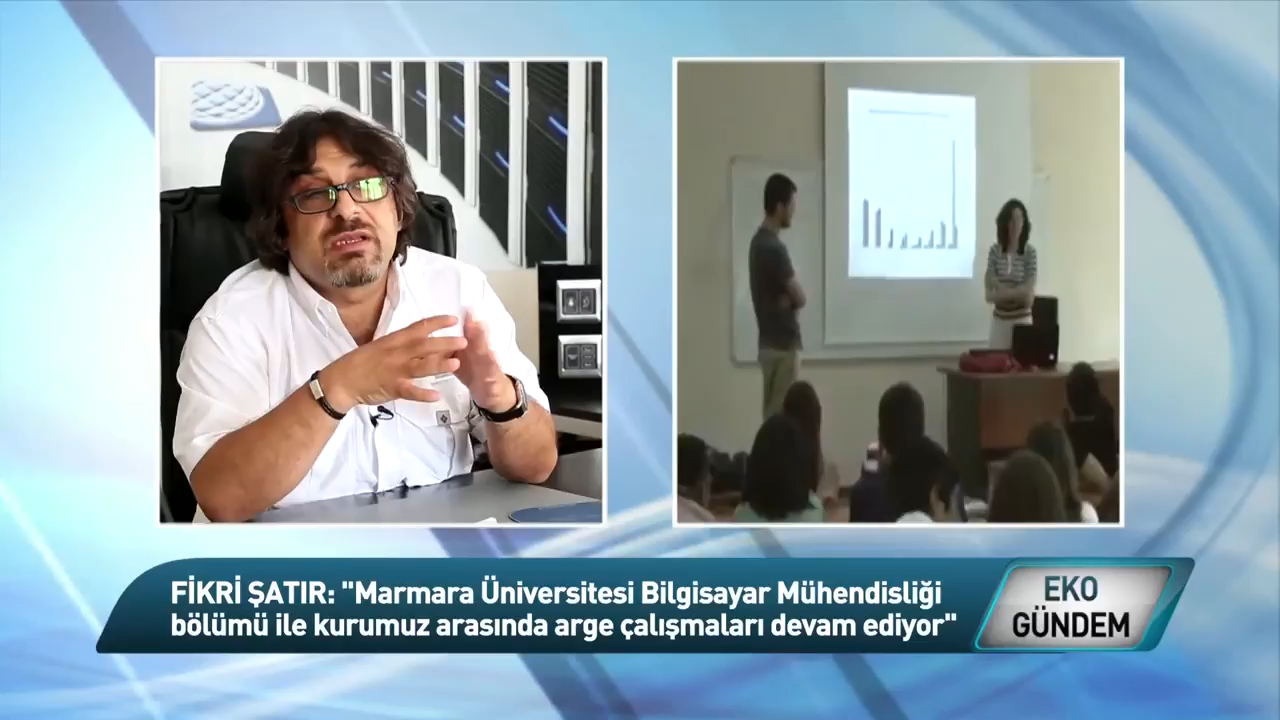 FİKRİ ŞATIR: "Marmara Üniversitesi Bilgisayar Mühendisliği
bölümü ile kurumuz arasında arge çalışmaları devam ediyor"
EKO
GÜNDEM